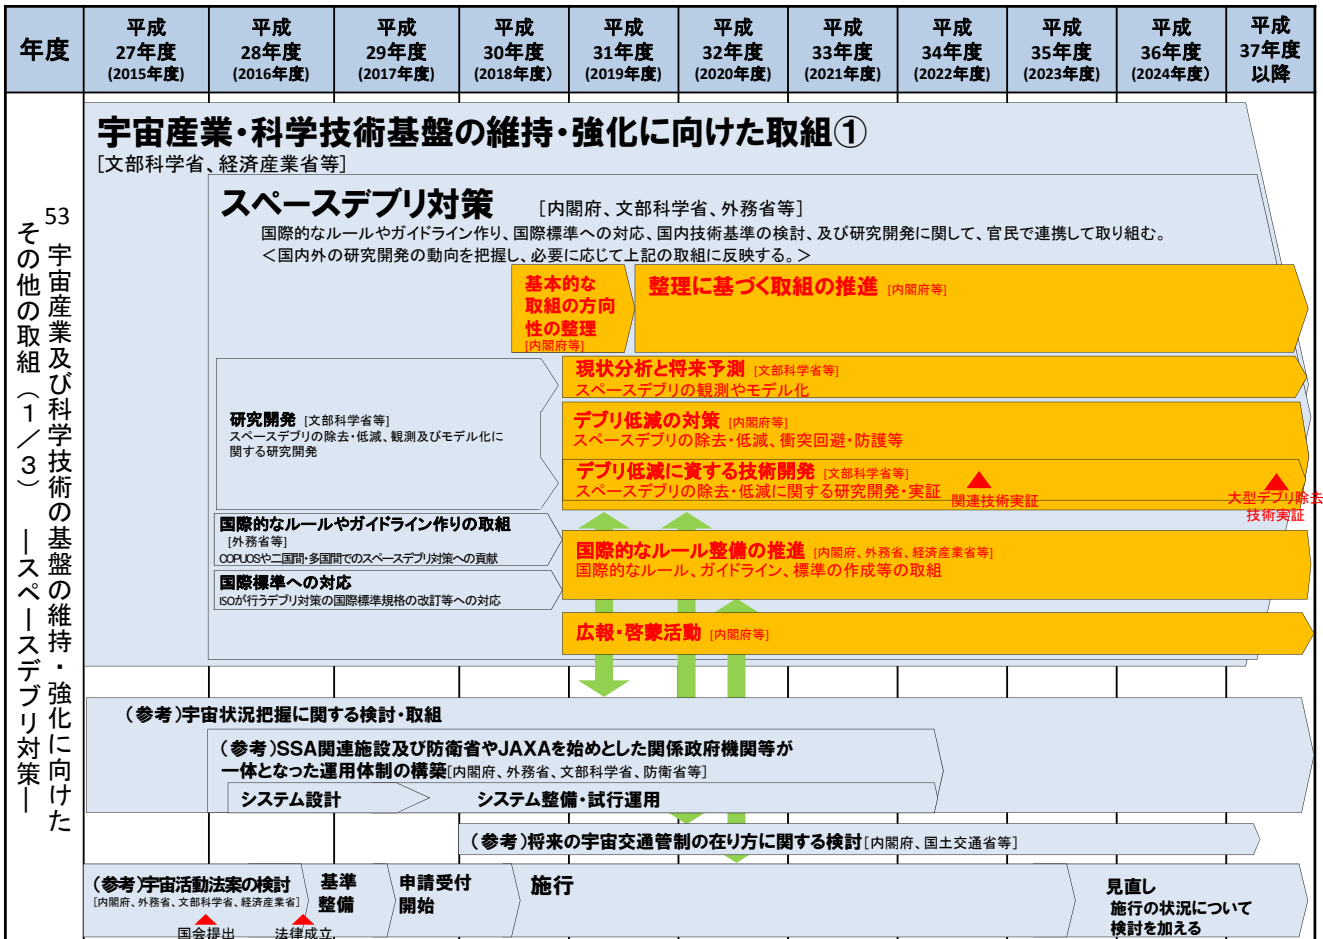 年度
平成
27年度
(2015年度)
平成
28年度
(2016年度)
平成
29年度
(2017年度)
平成
30年度
(2018年度)
平成
31年度
(2019年度)
平成
32年度
(2020年度)
平成
33年度
(2021年度)
平成
34年度
(2022年度)
平成
35年度
(2023年度)
平成
36年度
(2024年度)
平成
37年度
以降
53 宇宙産業及び科学技術の基盤の維持・強化に向けた
その他の取組（1／3） ―スペースデブリ対策―
宇宙産業・科学技術基盤の維持・強化に向けた取組①
[文部科学省、経済産業省等]
スペースデブリ対策 [内閣府、文部科学省、外務省等]
国際的なルールやガイドライン作り、国際標準への対応、国内技術基準の検討、及び研究開発に関して、官民で連携して取り組む。
＜国内外の研究開発の動向を把握し、必要に応じて上記の取組に反映する。＞
基本的な
取組の方向
性の整理
[内閣府等]
整理に基づく取組の推進 [内閣府等]
現状分析と将来予測 [文部科学省等]
スペースデブリの観測やモデル化
研究開発 [文部科学省等]
スペースデブリの除去・低減、観測及びモデル化に
関する研究開発
デブリ低減の対策 [内閣府等]
スペースデブリの除去・低減、衝突回避・防護等
デブリ低減に資する技術開発 [文部科学省等]
スペースデブリの除去・低減に関する研究開発・実証
関連技術実証
大型デブリ除去
技術実証
国際的なルールやガイドライン作りの取組
[外務省等]
COPUOSや二国間・多国間でのスペースデブリ対策への貢献
国際標準への対応
ISOが行うデブリ対策の国際標準規格の改訂等への対応
国際的なルール整備の推進 [内閣府、外務省、経済産業省等]
国際的なルール、ガイドライン、標準の作成等の取組
広報・啓蒙活動 [内閣府等]
（参考）宇宙状況把握に関する検討・取組
（参考）SSA関連施設及び防衛省やJAXAを始めとした関係政府機関等が
一体となった運用体制の構築[内閣府、外務省、文部科学省、防衛省等]
システム設計
システム整備・試行運用
（参考）将来の宇宙交通管制の在り方に関する検討[内閣府、国土交通省等]
（参考）宇宙活動法案の検討
[内閣府、外務省、文部科学省、経済産業省]
国会提出
法律成立
基準
整備
申請受付
開始
施行
見直し
施行の状況について
検討を加える